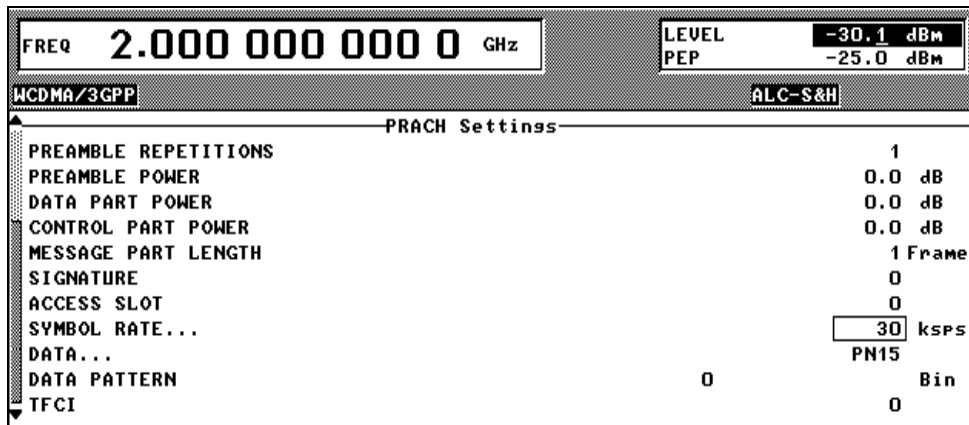 FREQ 2.000 000 000 0 GHz
LEVEL -30.1 dBm
PEP -25.0 dBm
WCDMA/3GPP ALC-S&H
PRACH Settings
PREAMBLE REPETITIONS 1
PREAMBLE POWER 0.0 dB
DATA PART POWER 0.0 dB
CONTROL PART POWER 0.0 dB
MESSAGE PART LENGTH 1 Frame
SIGNATURE 0
ACCESS SLOT 0
SYMBOL RATE... 30 ksps
DATA... PN15
DATA PATTERN 0 Bin
TFCI 0